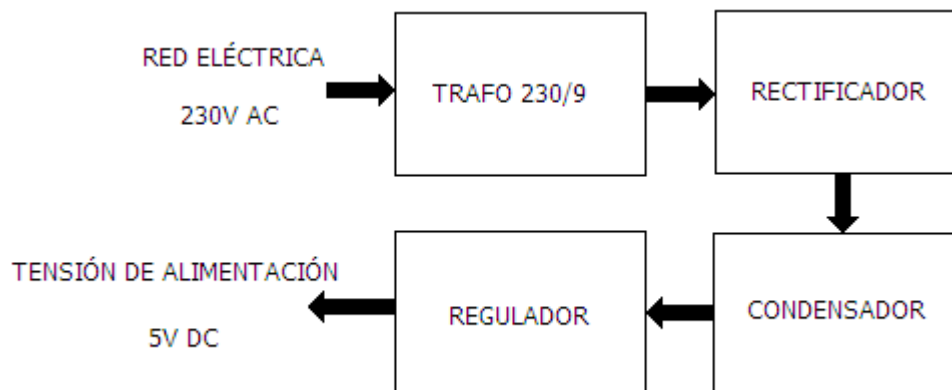 RED ELÉCTRICA
230V AC
TRAFO 230/9
RECTIFICADOR
TENSIÓN DE ALIMENTACIÓN
5V DC
REGULADOR
CONDENSADOR